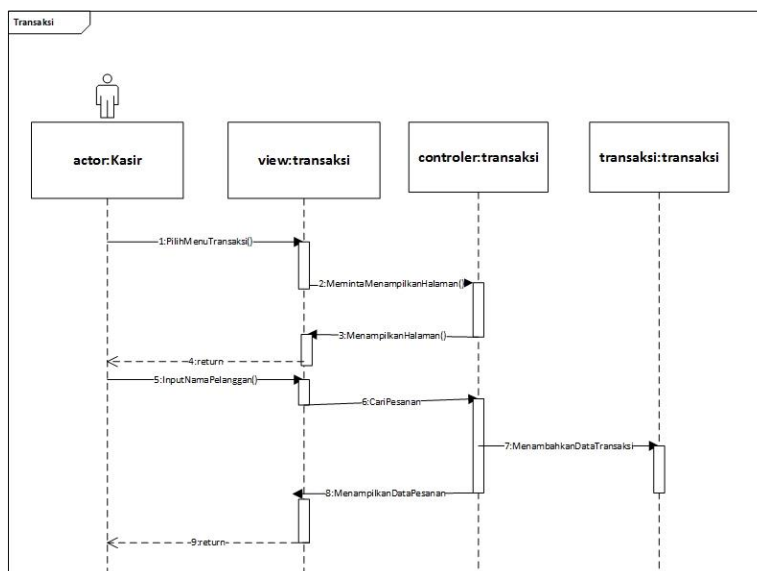 Transaksi
actor:Kasir
view:transaksi
controler:transaksi
transaksi:transaksi
1:PilihMenuTransaksi()
2:MemintaMenampilkanHalaman()
3:MenampilkanHalaman()
4:return
5:InputNamaPelanggan()
6:CariPesanan
7:MenambahkanDataTransaksi
8:MenampilkanDataPesanan
9:return